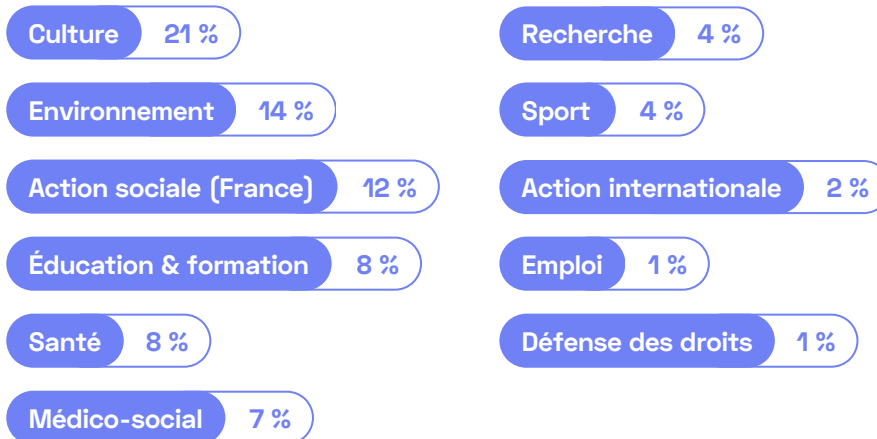 Culture 21 %
Environnement 14 %
Action sociale (France) 12 %
Éducation & formation 8 %
Santé 8 %
Médico-social 7 %
Recherche 4 %
Sport 4 %
Action internationale 2 %
Emploi 1 %
Défense des droits 1 %